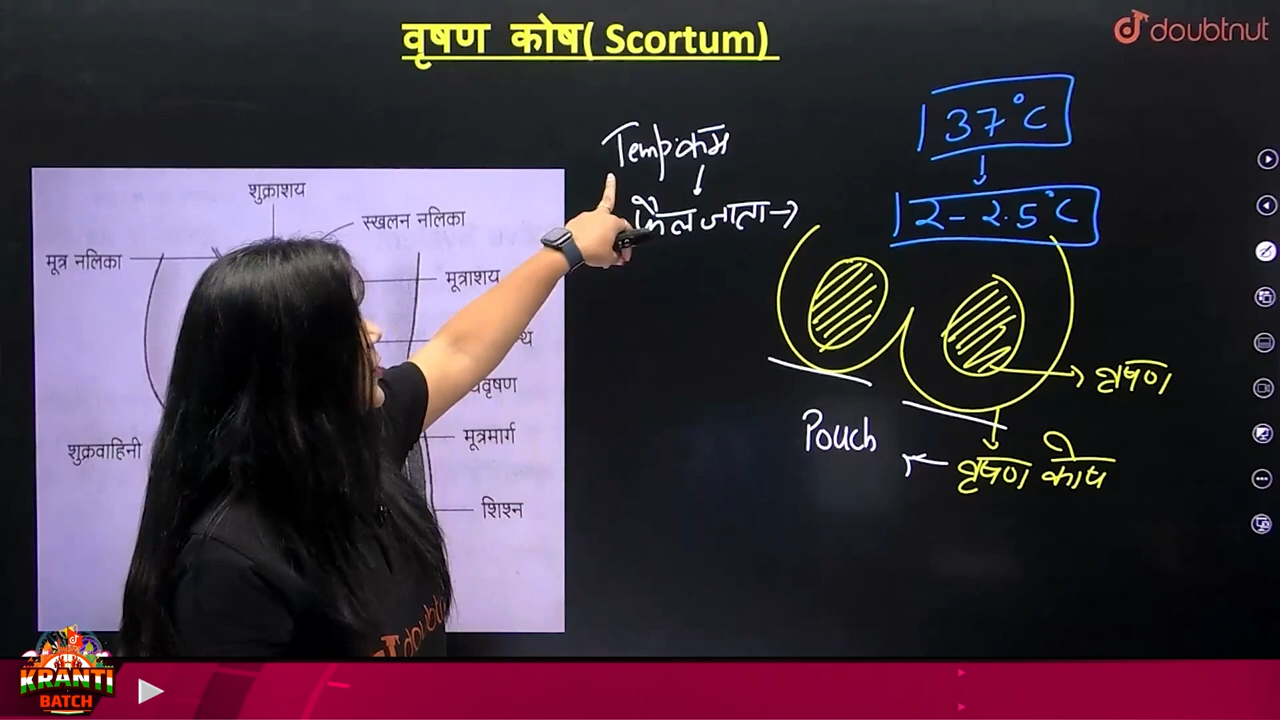 वृषण कोष( Scortum)
doubtnut
37°C
Temp. कम
2-2.5°C
फैल जाता→
शुक्राशय
स्खलन नलिका
मूत्र नलिका
मूत्राशय
वृषण
Pouch
वृषण कोष
शुक्रवाहिनी
मूत्रमार्ग
शिश्न
KRANTI
BATCH